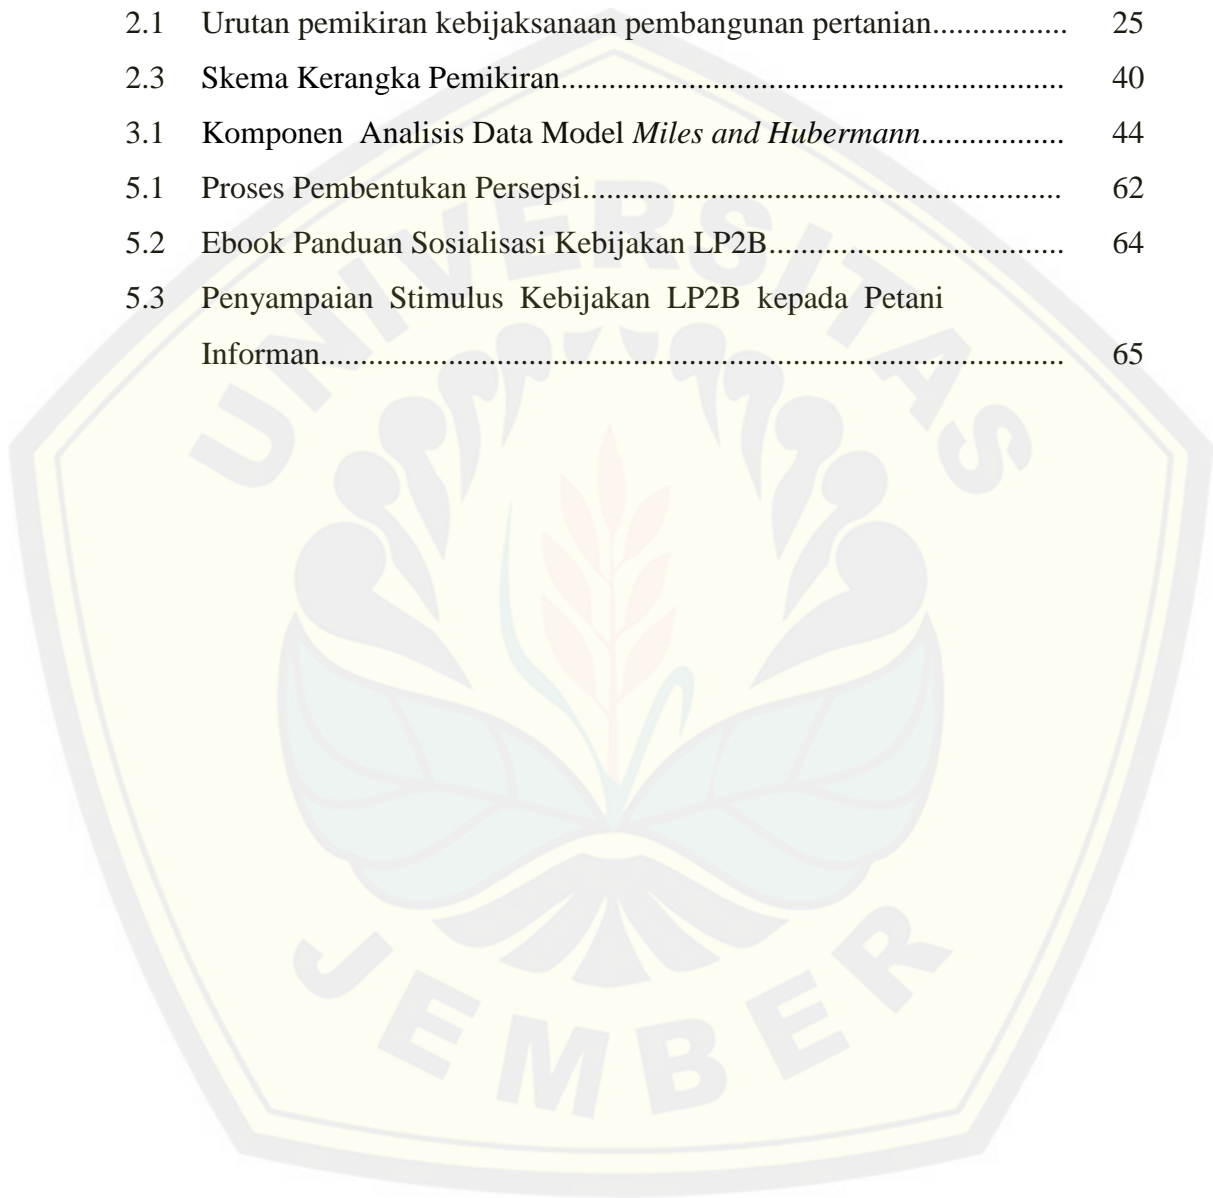 2.1 Urutan pemikiran kebijaksanaan pembangunan pertanian................. 25
2.3 Skema Kerangka Pemikiran.............................................................. 40
3.1 Komponen Analisis Data Model Miles and Hubermann.................. 44
5.1 Proses Pembentukan Persepsi........................................................... 62
5.2 Ebook Panduan Sosialisasi Kebijakan LP2B.................................... 64
5.3 Penyampaian Stimulus Kebijakan LP2B kepada Petani
Informan............................................................................................ 65
UNIVERSITAS
JEMBER